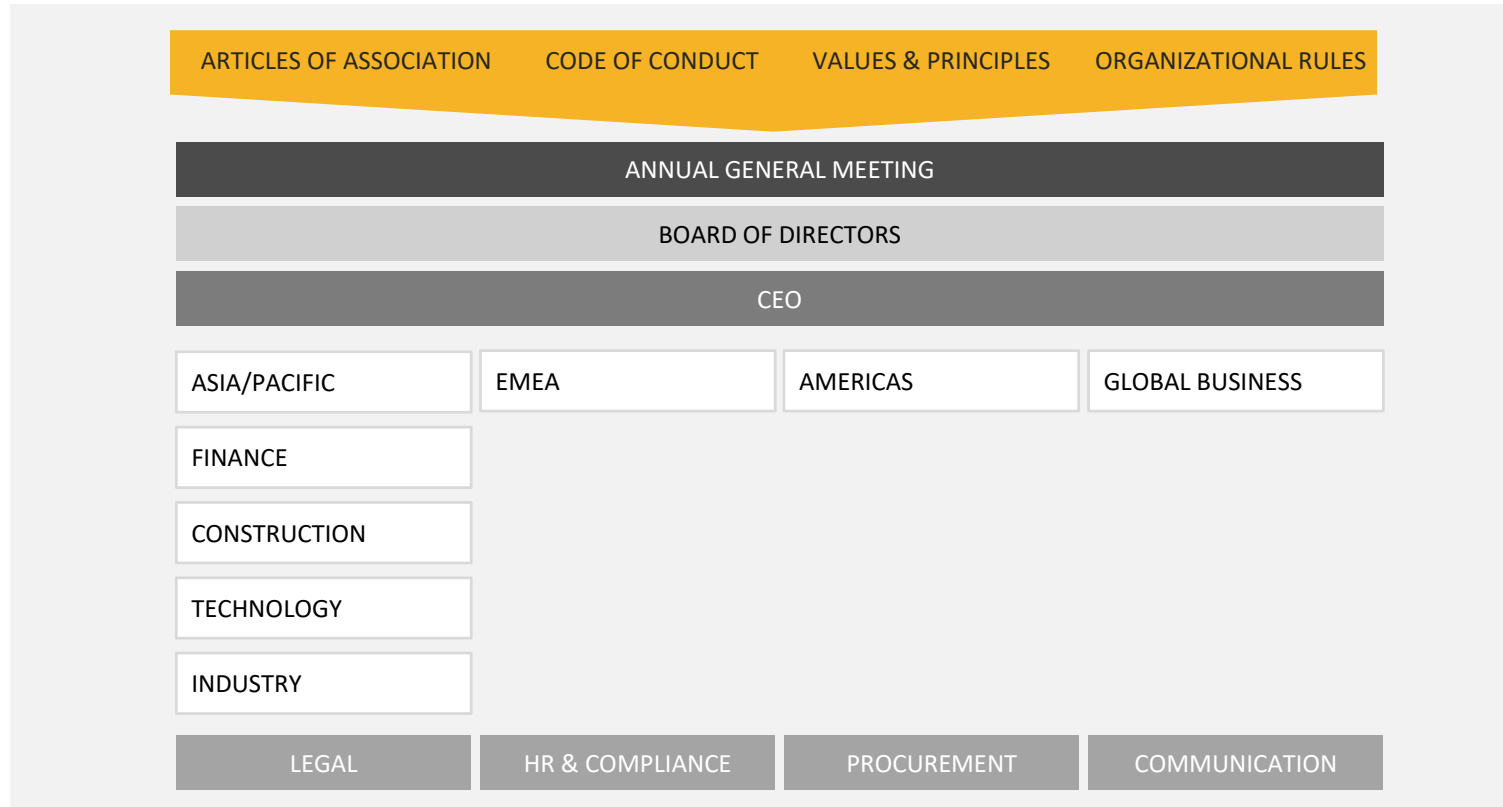 ARTICLES OF ASSOCIATION CODE OF CONDUCT VALUES & PRINCIPLES ORGANIZATIONAL RULES
ANNUAL GENERAL MEETING
BOARD OF DIRECTORS
CEO
ASIA/PACIFIC EMEA AMERICAS GLOBAL BUSINESS
FINANCE
CONSTRUCTION
TECHNOLOGY
INDUSTRY
LEGAL HR & COMPLIANCE PROCUREMENT COMMUNICATION